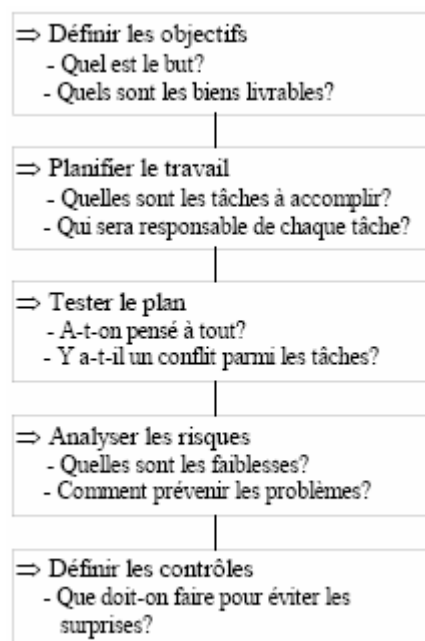 ⇒ Définir les objectifs
- Quel est le but?
- Quels sont les biens livrables?
⇒ Planifier le travail
- Quelles sont les tâches à accomplir?
- Qui sera responsable de chaque tâche?
⇒ Tester le plan
- A-t-on pensé à tout?
- Y a-t-il un conflit parmi les tâches?
⇒ Analyser les risques
- Quelles sont les faiblesses?
- Comment prévenir les problèmes?
⇒ Définir les contrôles
- Que doit-on faire pour éviter les
surprises?